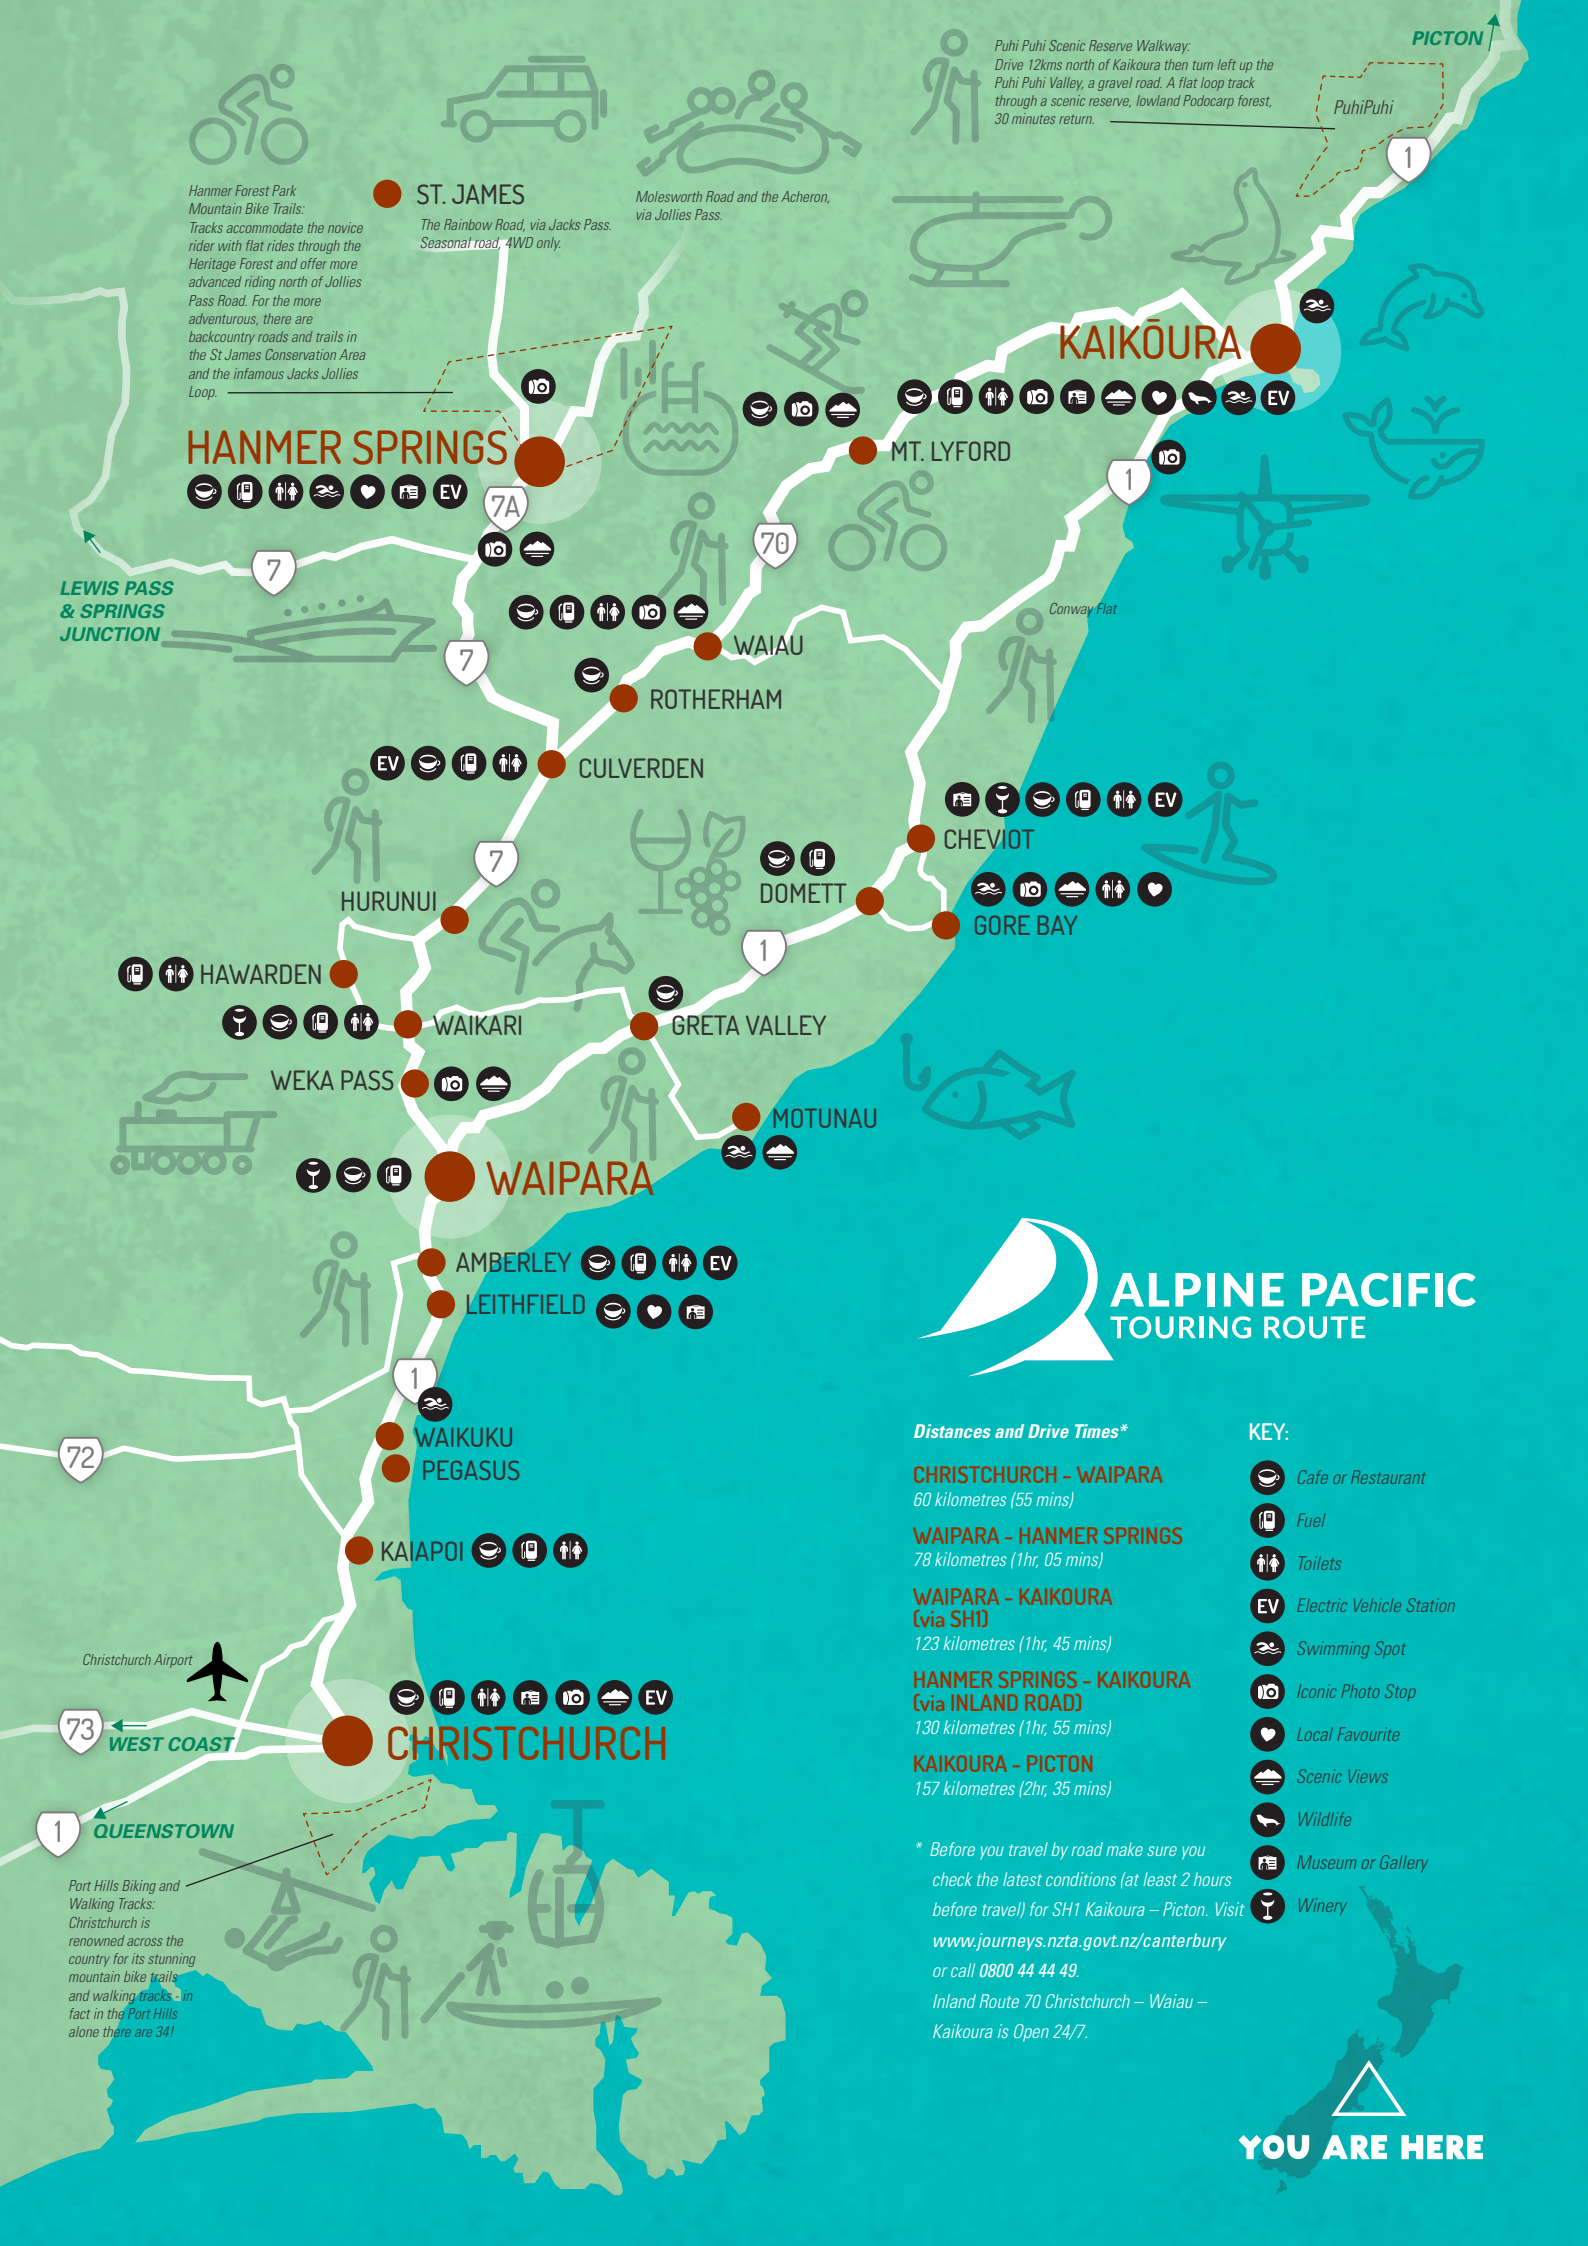 PICTON
Puhi Puhi Scenic Reserve Walkway:
Drive 12kms north of Kaikoura then turn left up the
Puhi Puhi Valley, a gravel road. A flat loop track
through a scenic reserve, lowland Podocarp forest,
30 minutes return.
PuhiPuhi
1
Hanmer Forest Park
Mountain Bike Trails:
Tracks accommodate the novice
rider with flat rides through the
Heritage Forest and offer more
advanced riding north of Jollies
Pass Road. For the more
adventurous, there are
backcountry roads and trails in
the St James Conservation Area
and the infamous Jacks Jollies
Loop.
ST. JAMES
The Rainbow Road, via Jacks Pass.
Seasonal road, 4WD only.
Molesworth Road and the Acheron,
via Jollies Pass.
KAIKŌURA
EV
HANMER SPRINGS
EV
MT. LYFORD
1
7A
70
7
LEWIS PASS
& SPRINGS
JUNCTION
Conway Flat
7
WAIAU
ROTHERHAM
EV
CULVERDEN
EV
CHEVIOT
7
DOMETT
HURUNUI
GORE BAY
1
HAWARDEN
WAIKARI
GRETA VALLEY
WEKA PASS
MOTUNAU
WAIPARA
AMBERLEY
EV
LEITHFIELD
1
WAIKUKU
PEGASUS
72
KAIAPOI
Christchurch Airport
EV
73
WEST COAST
CHRISTCHURCH
1
QUEENSTOWN
Port Hills Biking and
Walking Tracks:
Christchurch is
renowned across the
country for its stunning
mountain bike trails
and walking tracks - in
fact in the Port Hills
alone there are 34!
ALPINE PACIFIC
TOURING ROUTE
Distances and Drive Times*
CHRISTCHURCH - WAIPARA
60 kilometres (55 mins)
WAIPARA - HANMER SPRINGS
78 kilometres (1hr, 05 mins)
WAIPARA - KAIKOURA
(via SH1)
123 kilometres (1hr, 45 mins)
HANMER SPRINGS - KAIKOURA
(via INLAND ROAD)
130 kilometres (1hr, 55 mins)
KAIKOURA - PICTON
157 kilometres (2hr, 35 mins)
* Before you travel by road make sure you
check the latest conditions (at least 2 hours
before travel) for SH1 Kaikoura – Picton. Visit
www.journeys.nzta.govt.nz/canterbury
or call 0800 44 44 49.
Inland Route 70 Christchurch – Waiau –
Kaikoura is Open 24/7.
KEY:
Cafe or Restaurant
Fuel
Toilets
EV Electric Vehicle Station
Swimming Spot
Iconic Photo Stop
Local Favourite
Scenic Views
Wildlife
Museum or Gallery
Winery
YOU ARE HERE